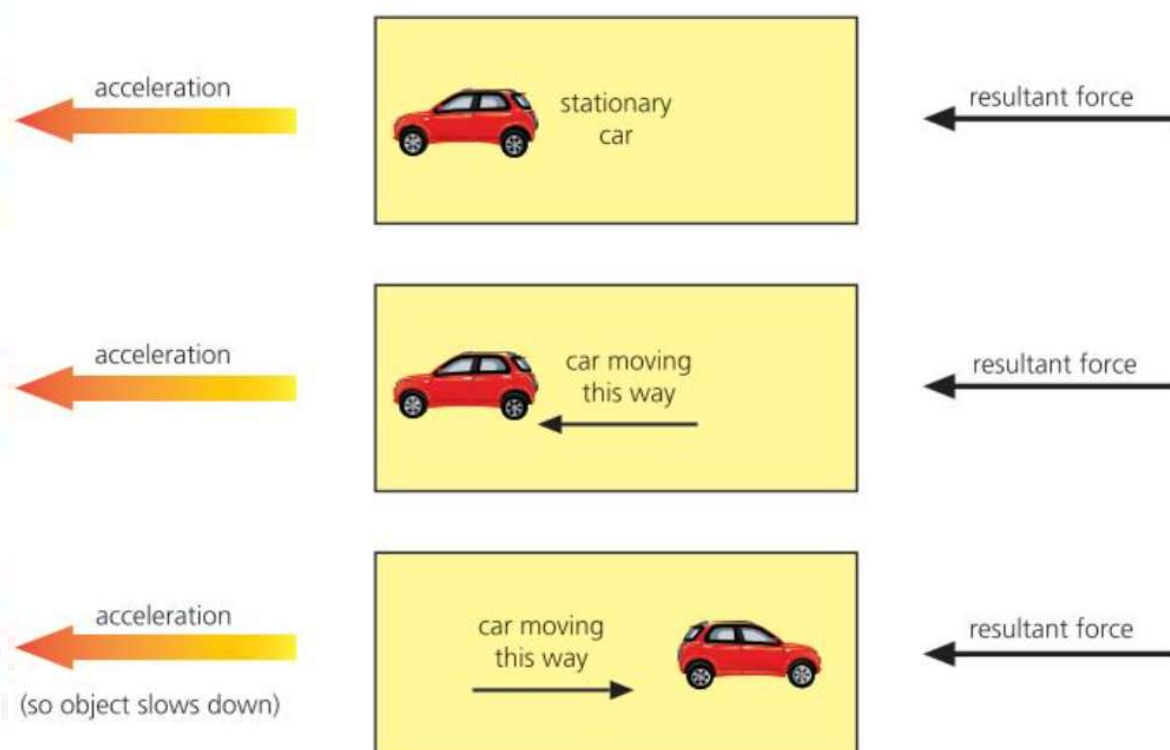 acceleration
stationary
car
resultant force
acceleration
car moving
this way
resultant force
acceleration
(so object slows down)
car moving
this way
resultant force